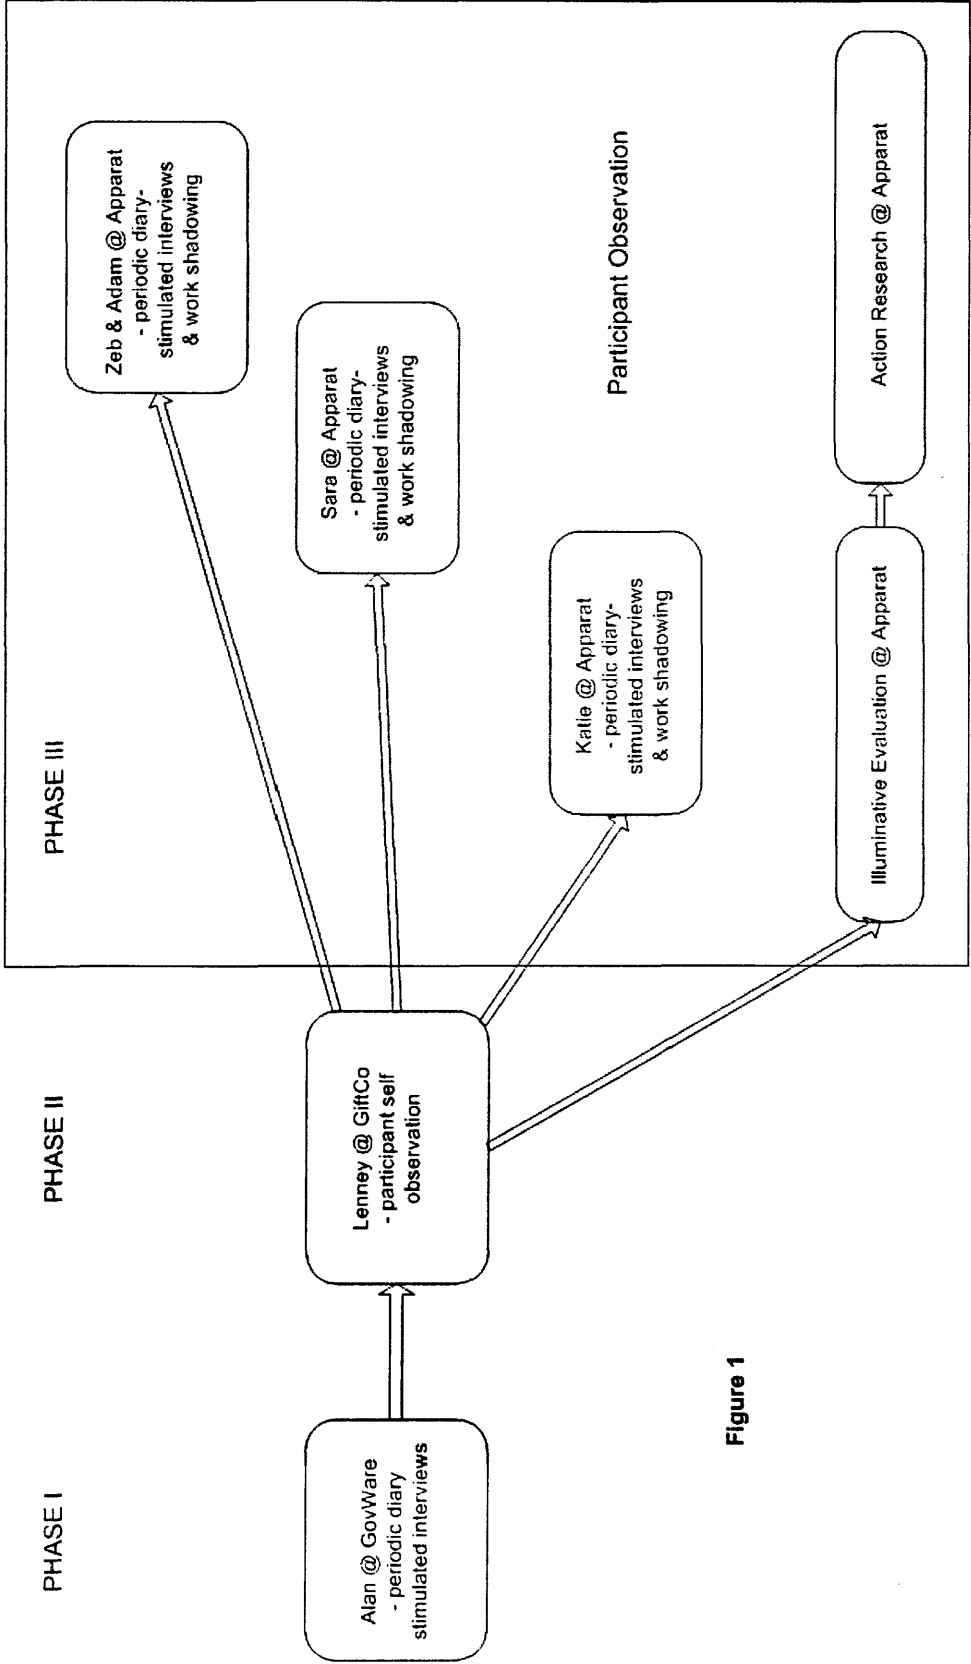 PHASE I
PHASE II
PHASE III
Alan @ GovWare
- periodic diary
stimulated interviews
Lenney @ GiftCo
- participant self
observation
Zeb & Adam @ Apparat
- periodic diary-
stimulated interviews
& work shadowing
Sara @ Apparat
- periodic diary-
stimulated interviews
& work shadowing
Katie @ Apparat
- periodic diary-
stimulated interviews
& work shadowing
Participant Observation
Illuminative Evaluation @ Apparat
Action Research @ Apparat
Figure 1